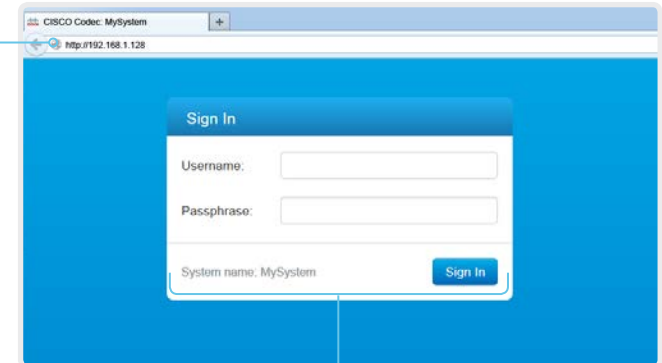 CISCO Codec: MySystem
+
http://192.168.1.128
Sign In
Username:
Passphrase:
System name: MySystem
Sign In